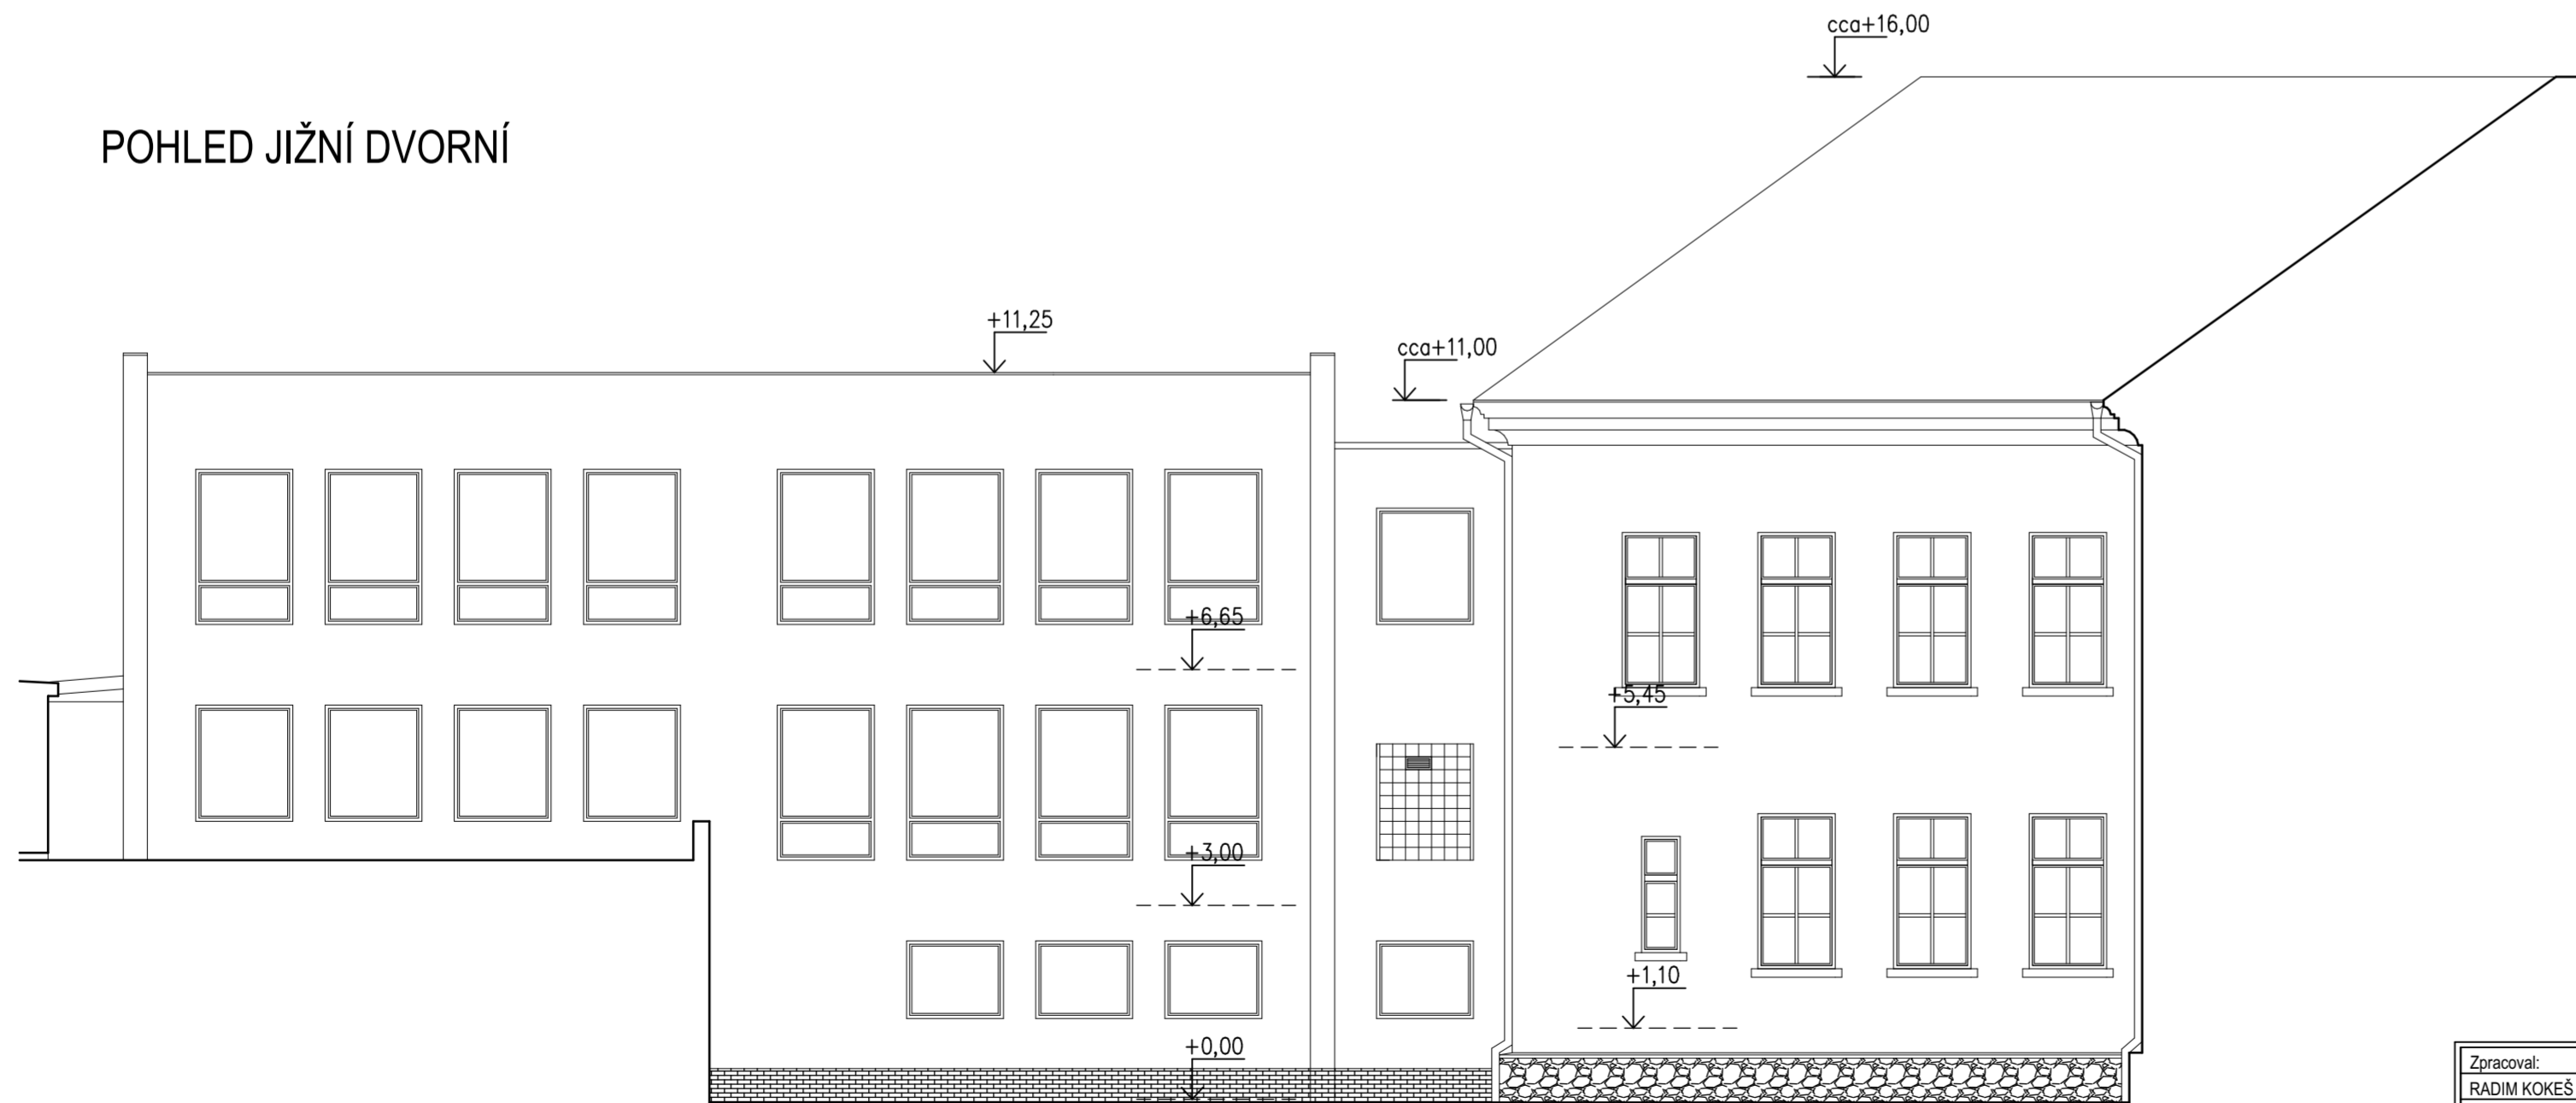 cca+16,00
POHLED JIŽNÍ DVORNÍ
+11,25
cca+11,00
+6,65
+5,45
+3,00
+1,10
+0,00
Zpracoval:
RADIM KOKEŠ